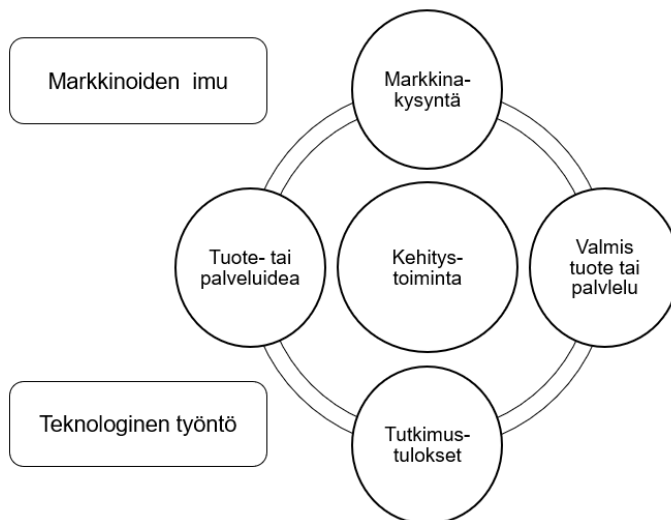 Markkinoiden imu
Markkina-
kysyntä
Tuote- tai
palveluidea
Kehitys-
toiminta
Valmis
tuote tai
palvlelu
Teknologinen työntö
Tutkimus-
tulokset